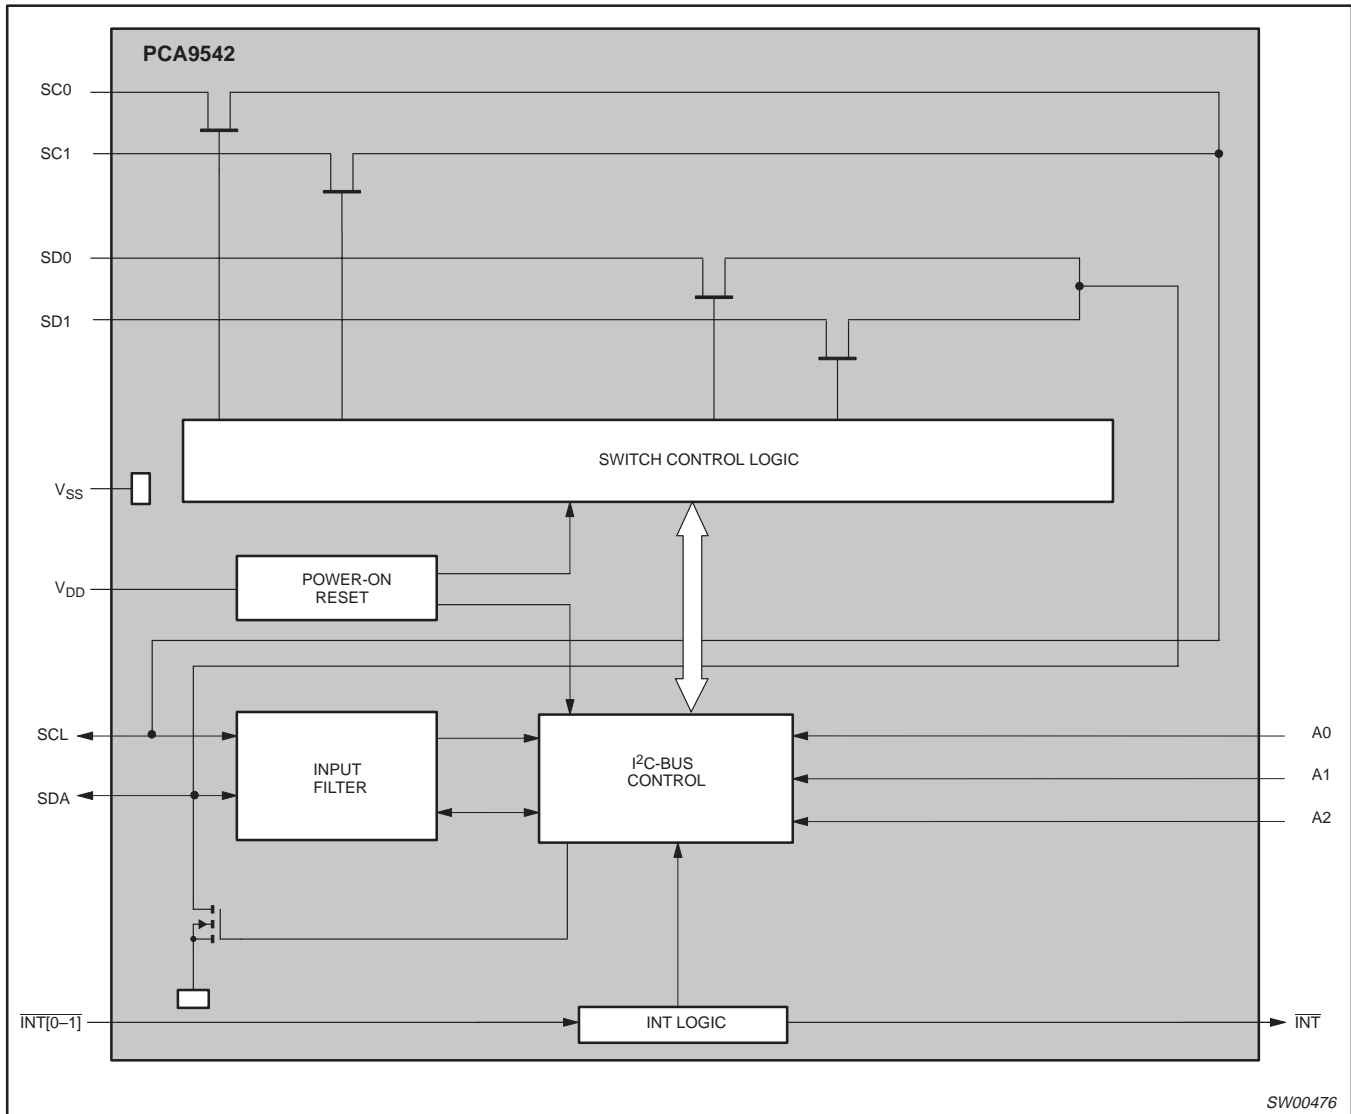 PCA9542
SC0
SC1
SD0
SD1
SWITCH CONTROL LOGIC
VSS
POWER-ON
RESET
VDD
SCL
SDA
INPUT
FILTER
I²C-BUS
CONTROL
A0
A1
A2
INT[0–1]
INT LOGIC
INT
SW00476